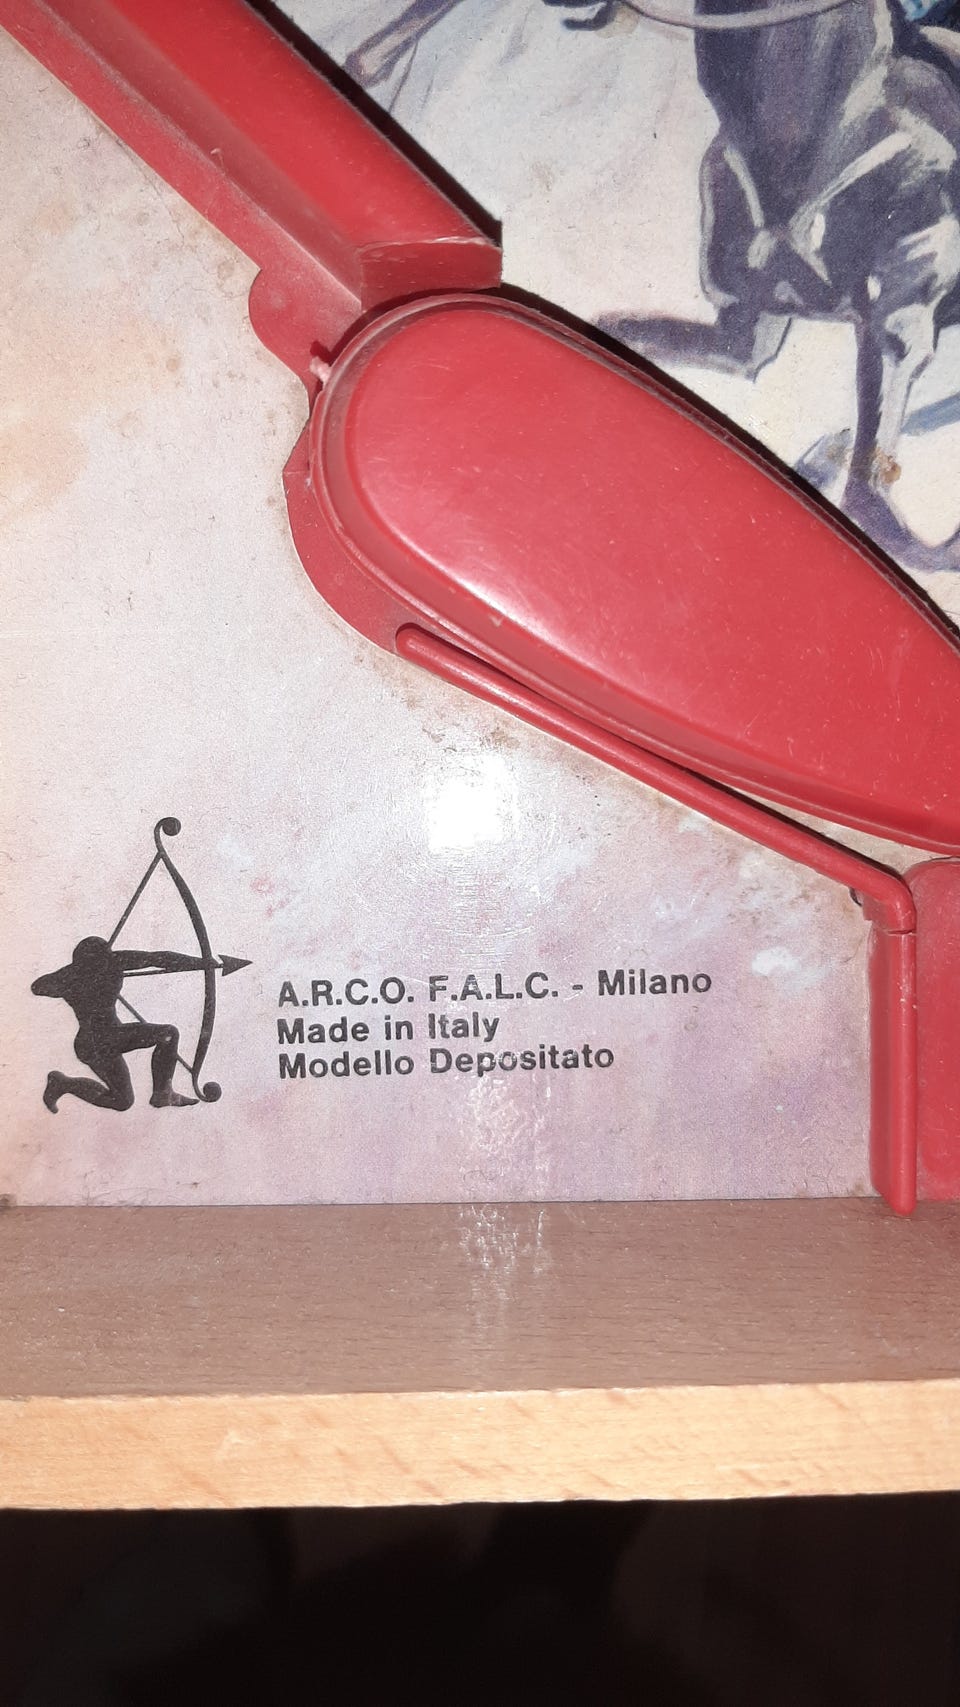 A.R.C.O. F.A.L.C. - Milano
Made in Italy
Modello Depositato